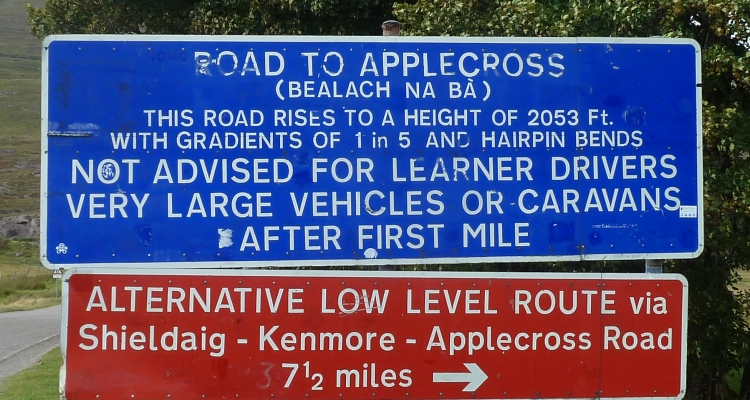 ROAD TO APPLECROSS
(BEALACH NA BÀ)
THIS ROAD RISES TO A HEIGHT OF 2053 Ft.
WITH GRADIENTS OF 1 in 5 AND HAIRPIN BENDS
NOT ADVISED FOR LEARNER DRIVERS
VERY LARGE VEHICLES OR CARAVANS
AFTER FIRST MILE
ALTERNATIVE LOW LEVEL ROUTE via
Shieldaig - Kenmore - Applecross Road
7½ miles →